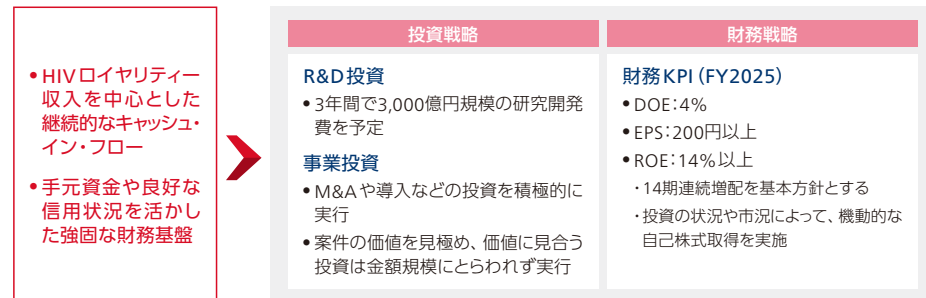 •HIVロイヤリティー
収入を中心とした
継続的なキャッシュ・
イン・フロー
•手元資金や良好な
信用状況を活かし
た強固な財務基盤
投資戦略
R&D投資
•3年間で3,000億円規模の研究開発
費を予定
事業投資
•M&Aや導入などの投資を積極的に
実行
•案件の価値を見極め、価値に見合う
投資は金額規模にとらわれず実行
財務戦略
財務KPI（FY2025）
•DOE：4%
•EPS：200円以上
•ROE：14%以上
・14期連続増配を基本方針とする
・投資の状況や市況によって、機動的な
自己株式取得を実施